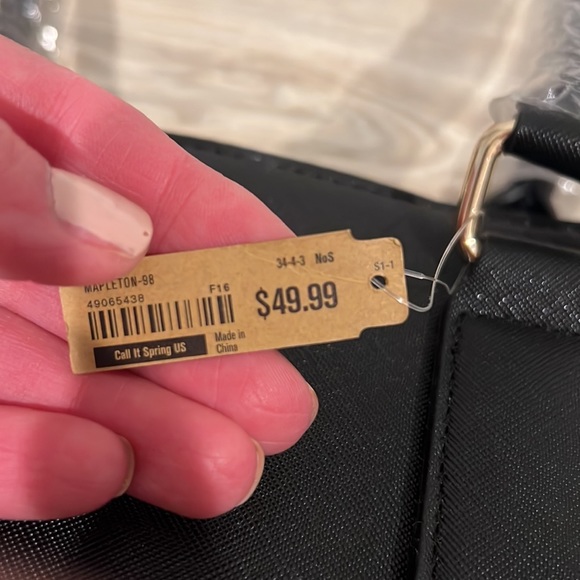 34-4-3 NoS
S1-1
MAPLETON-98
49065438
F16
$49.99
Call It Spring US
Made in
China